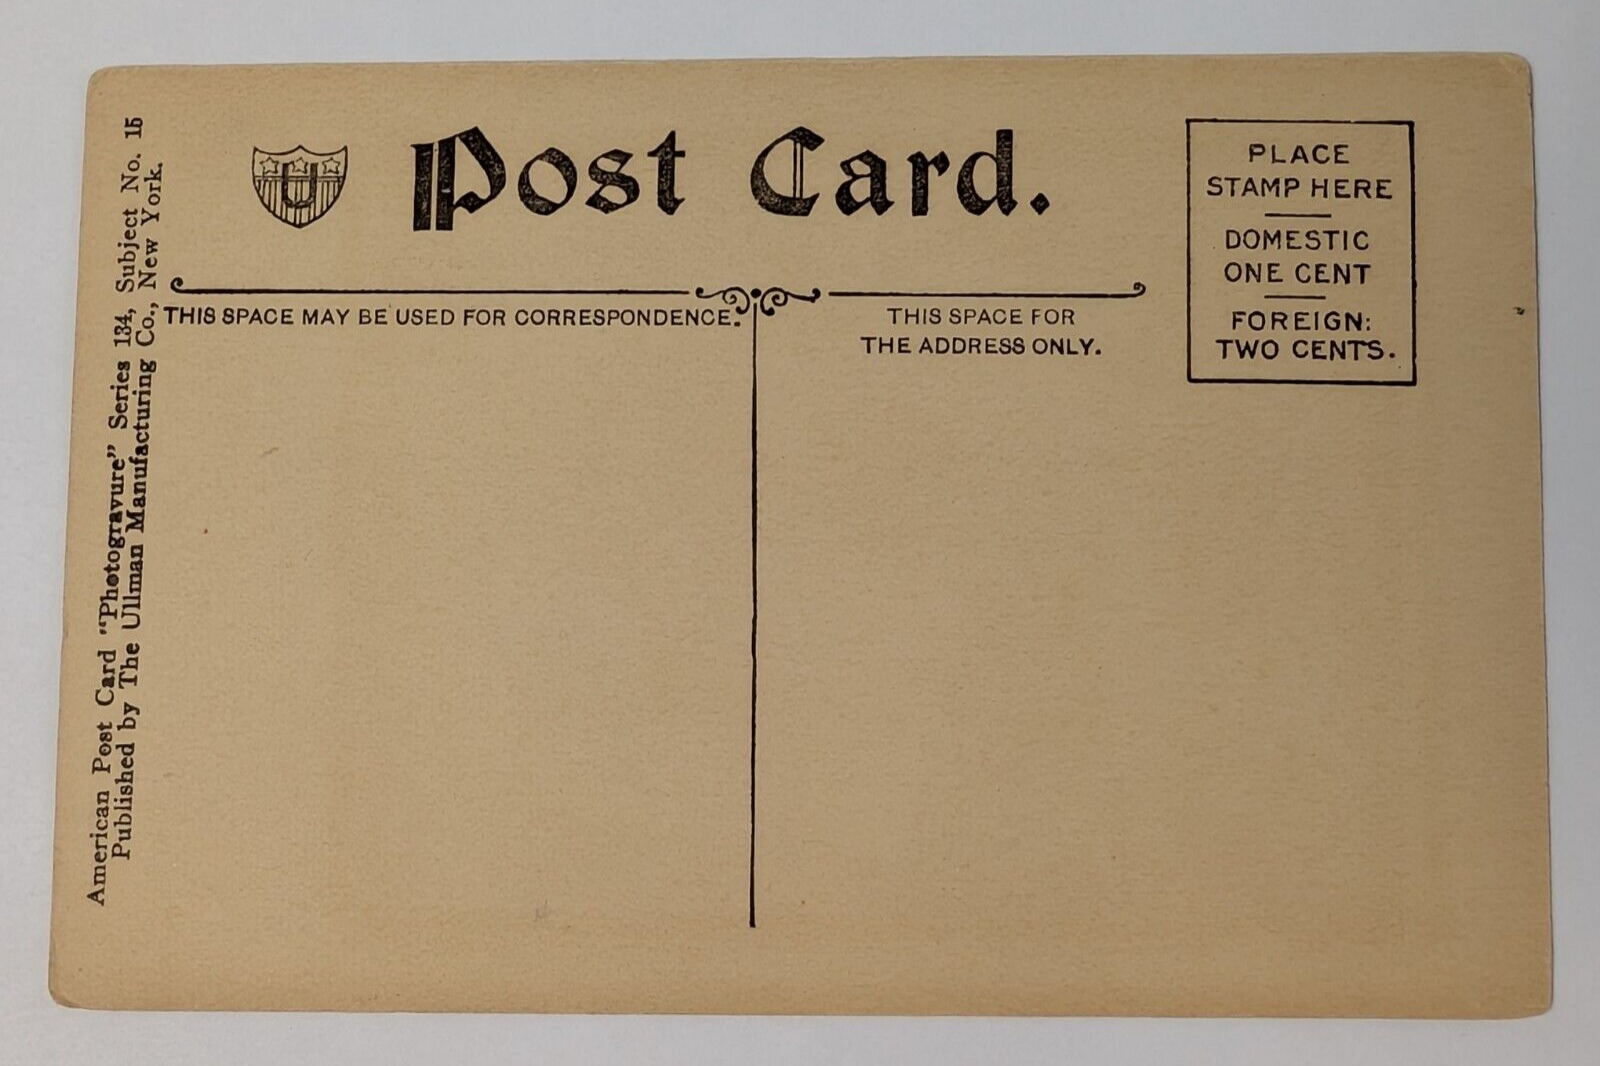 American Post Card "Photogravure" Series 134, Subject No. 15
Published by The Ullman Manufacturing Co., New York.
U
Post Card.
PLACE
STAMP HERE
DOMESTIC
ONE CENT
FOREIGN:
TWO CENTS.
THIS SPACE MAY BE USED FOR CORRESPONDENCE.
THIS SPACE FOR
THE ADDRESS ONLY.